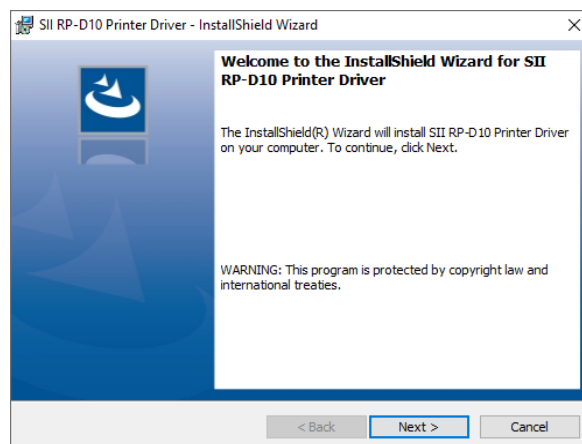 SII RP-D10 Printer Driver - InstallShield Wizard
Welcome to the InstallShield Wizard for SII
RP-D10 Printer Driver
The InstallShield(R) Wizard will install SII RP-D10 Printer Driver
on your computer. To continue, click Next.
WARNING: This program is protected by copyright law and
international treaties.
< Back
Next >
Cancel